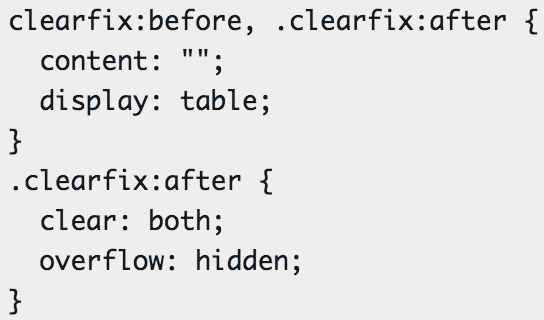 clearfix:before, .clearfix:after {
  content: "";
  display: table;
}
.clearfix:after {
  clear: both;
  overflow: hidden;
}